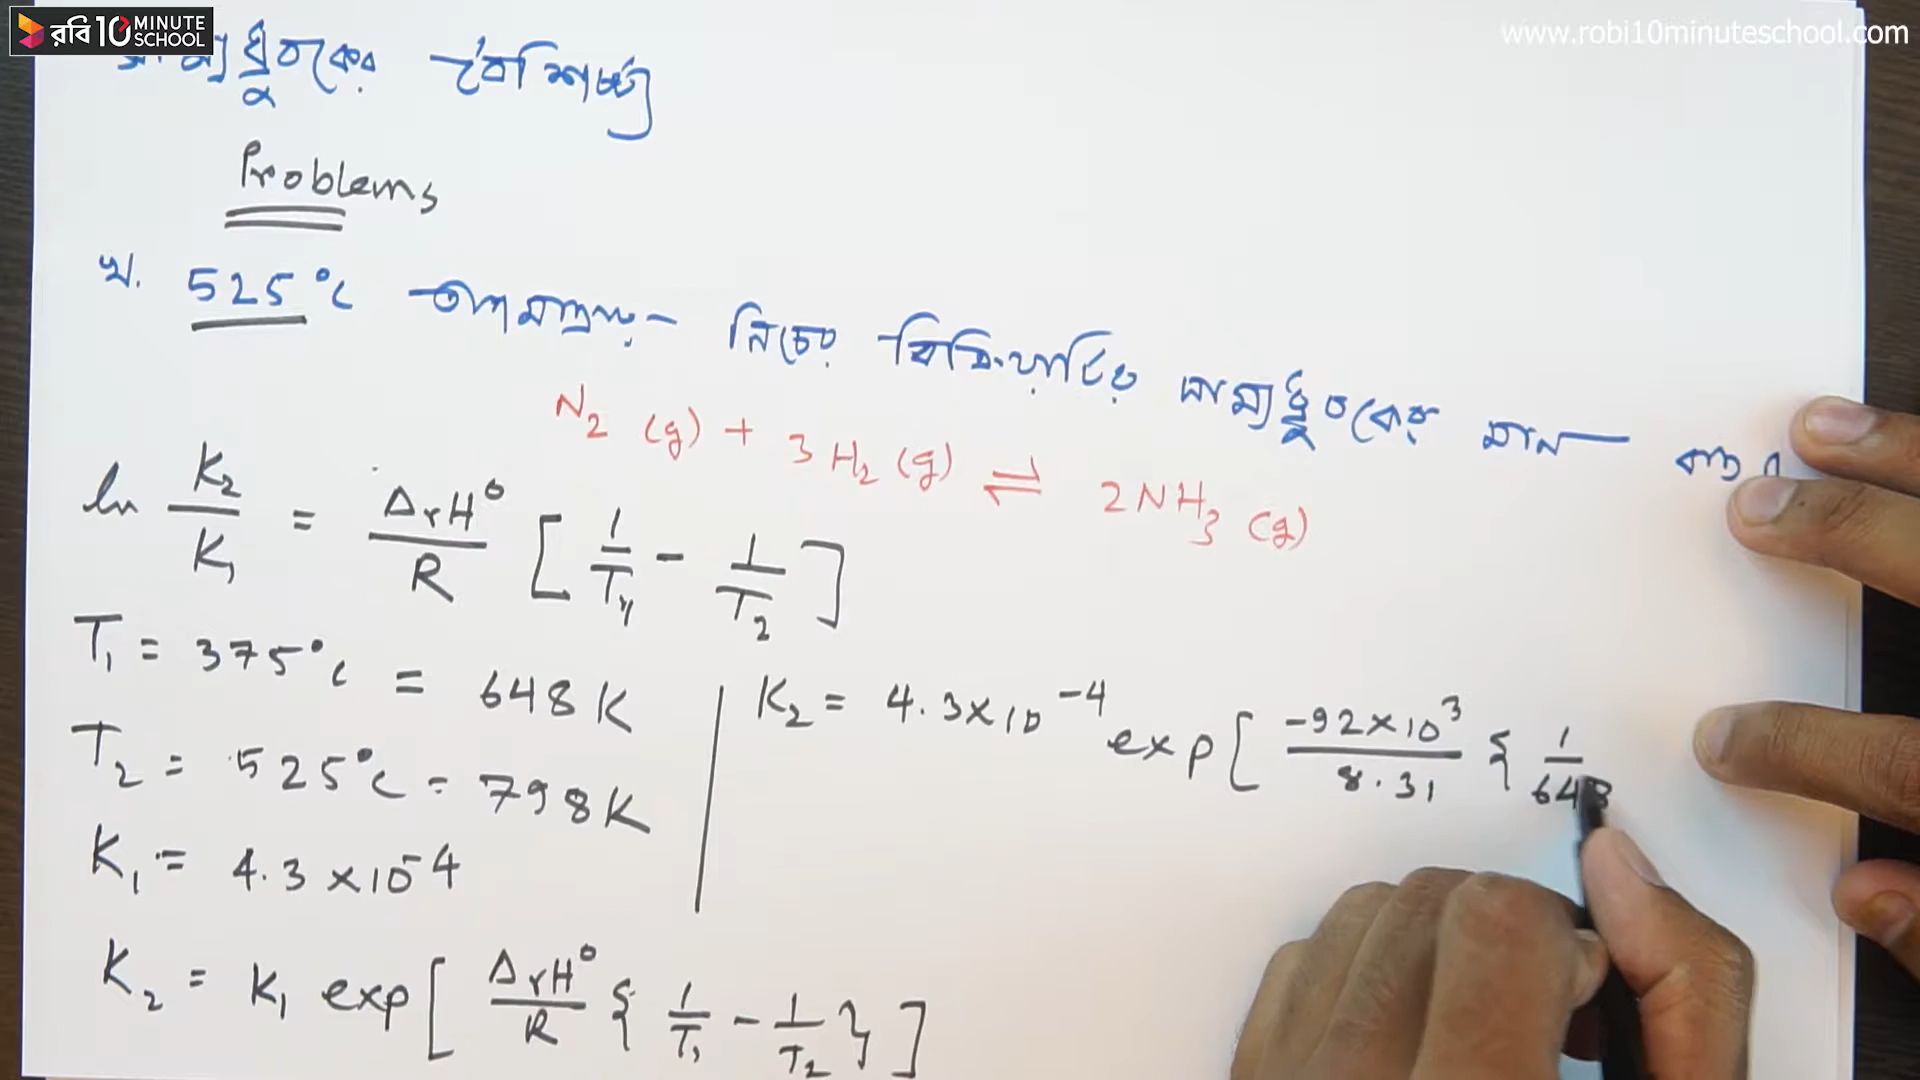 রবি 10 MINUTE SCHOOL
www.robi10minuteschool.com
সাম্যধ্রুবকের বৈশিষ্ট্য
Problems
খ. 525°C তাপমাত্রায় নিচের বিক্রিয়াটির সাম্যধ্রুবকের মান কত?
N₂ (g) + 3H₂ (g) ⇌ 2NH₃ (g)
ln K₂/K₁ = ΔrH°/R [1/T₁ - 1/T₂]
T₁ = 375°C = 648K
T₂ = 525°C = 798K
K₁ = 4.3×10⁻⁴
K₂ = K₁ exp[ΔrH°/R {1/T₁ - 1/T₂}]
K₂ = 4.3×10⁻⁴ exp[-92×10³/8.31 {1/648